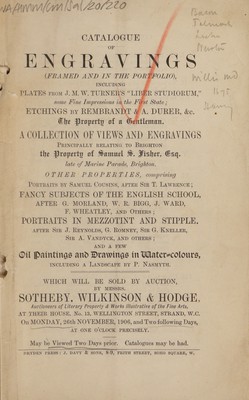 CATALOGUE
OF
ENGRAVINGS
(FRAMED AND IN THE PORTFOLIO),
INCLUDING
PLATES FROM J. M. W. TURNER'S "LIBER STUDIORUM,"
some Fine Impressions in the First State;
ETCHINGS BY REMBRANDT & A. DURER, &c.
The Property of a Gentleman.
A COLLECTION OF VIEWS AND ENGRAVINGS
PRINCIPALLY RELATING TO BRIGHTON
the Property of Samuel S. Fisher, Esq.
late of Marine Parade, Brighton.
OTHER PROPERTIES, comprising
PORTRAITS BY SAMUEL COUSINS, AFTER SIR T. LAWRENCE;
FANCY SUBJECTS OF THE ENGLISH SCHOOL,
AFTER G. MORLAND, W. R. BIGG, J. WARD,
F. WHEATLEY, AND OTHERS;
PORTRAITS IN MEZZOTINT AND STIPPLE,
AFTER SIR J. REYNOLDS, G. ROMNEY, SIR G. KNELLER,
SIR A. VANDYCK, AND OTHERS;
AND A FEW
Oil Paintings and Drawings in Water-colours,
INCLUDING A LANDSCAPE BY P. NASMYTH.
WHICH WILL BE SOLD BY AUCTION,
BY MESSRS.
SOTHEBY, WILKINSON & HODGE,
Auctioneers of Literary Property & Works illustrative of the Fine Arts,
AT THEIR HOUSE, No. 13, WELLINGTON STREET, STRAND, W.C.
On MONDAY, 26th NOVEMBER, 1906, and Two following Days,
AT ONE O'CLOCK PRECISELY.
May be Viewed Two Days prior. Catalogues may be had.
DRYDEN PRESS: J. DAVY & SONS, 8-9, FRITH STREET, SOHO SQUARE, W.